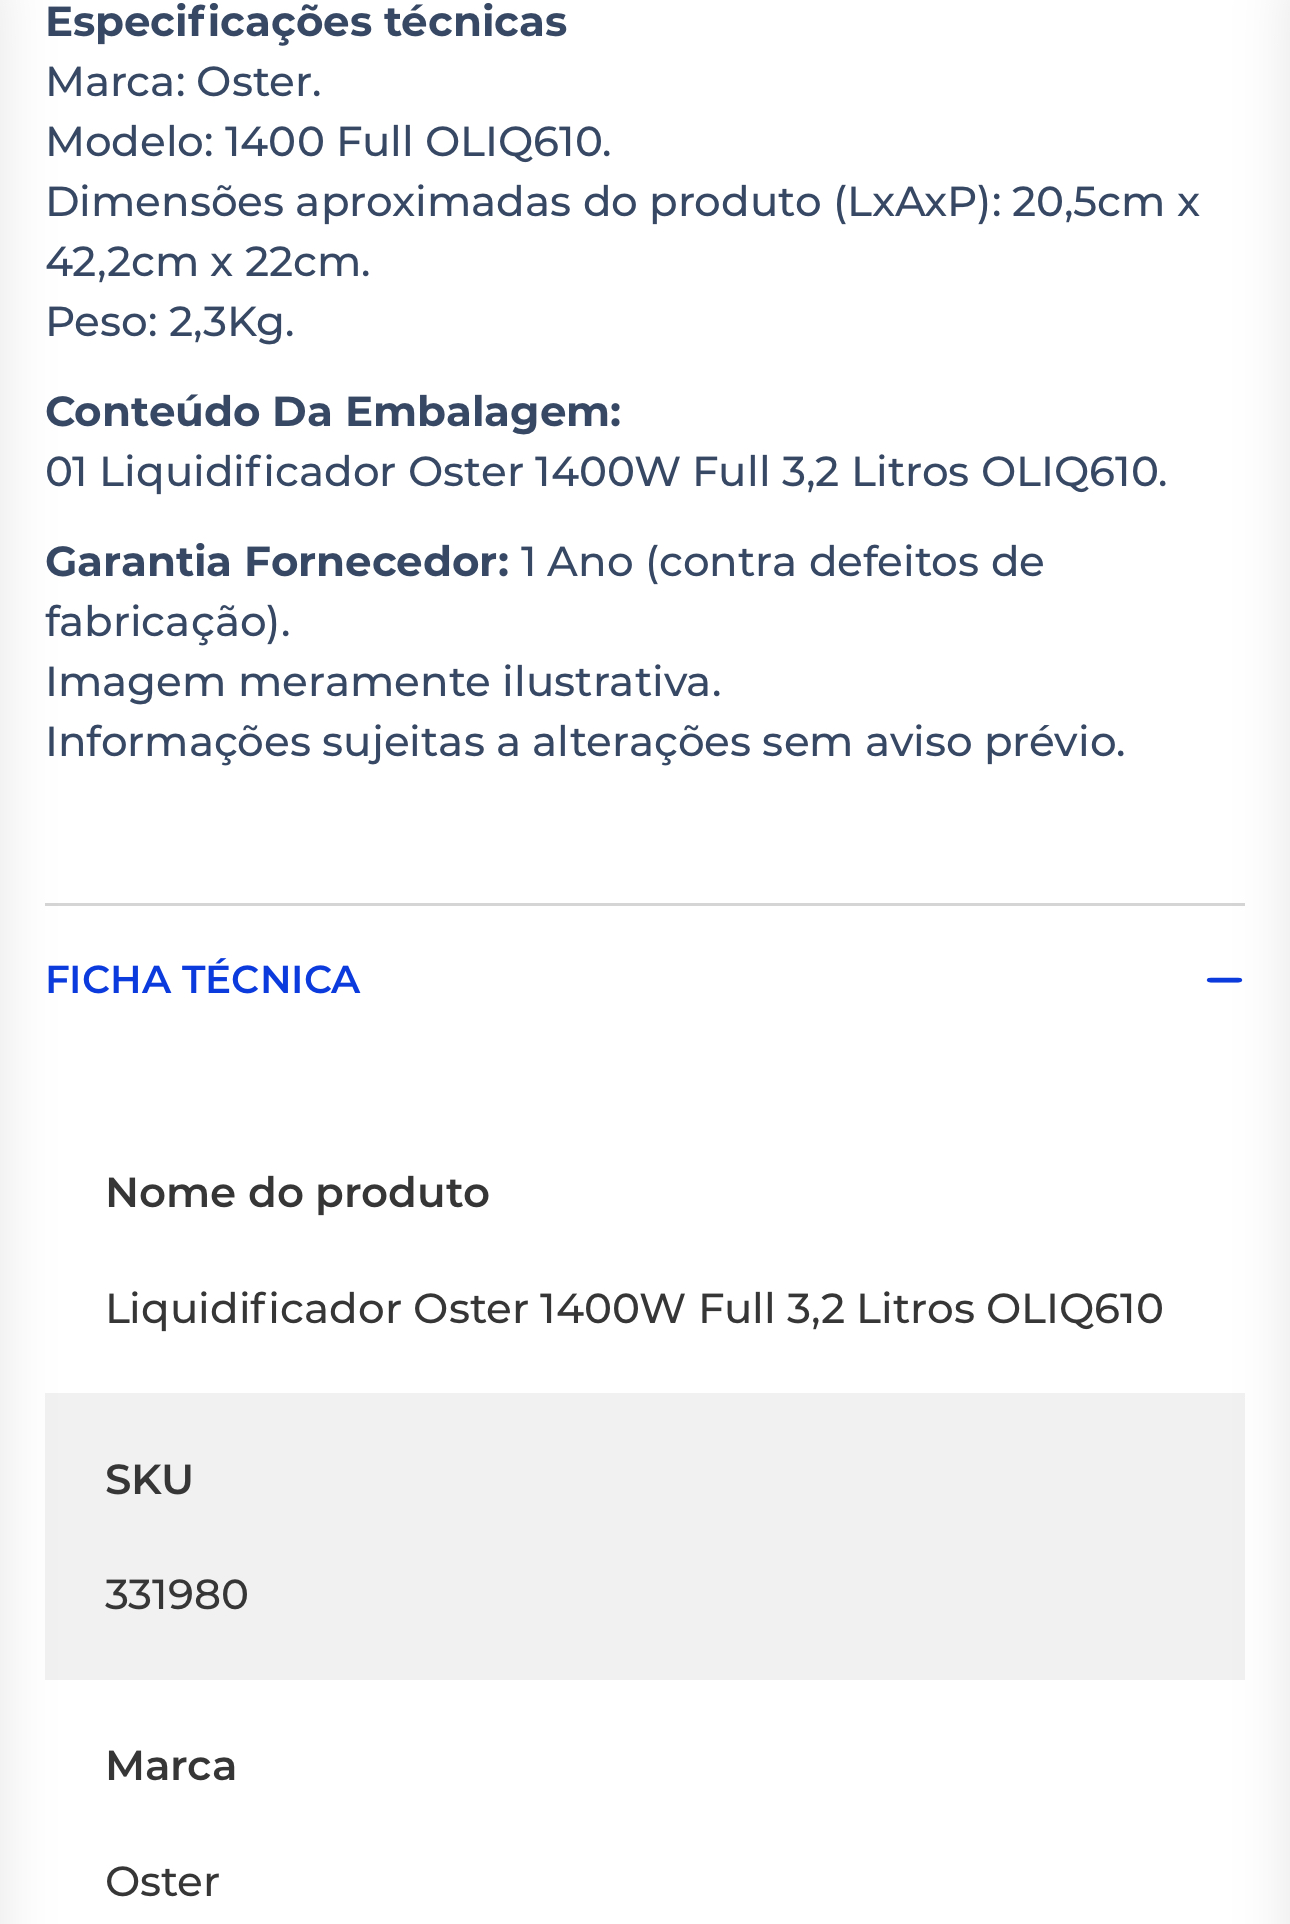 Especificações técnicas
Marca: Oster.
Modelo: 1400 Full OLIQ610.
Dimensões aproximadas do produto (LxAxP): 20,5cm x
42,2cm x 22cm.
Peso: 2,3Kg.
Conteúdo Da Embalagem:
01 Liquidificador Oster 1400W Full 3,2 Litros OLIQ610.
Garantia Fornecedor: 1 Ano (contra defeitos de
fabricação).
Imagem meramente ilustrativa.
Informações sujeitas a alterações sem aviso prévio.
FICHA TÉCNICA
Nome do produto
Liquidificador Oster 1400W Full 3,2 Litros OLIQ610
SKU
331980
Marca
Oster